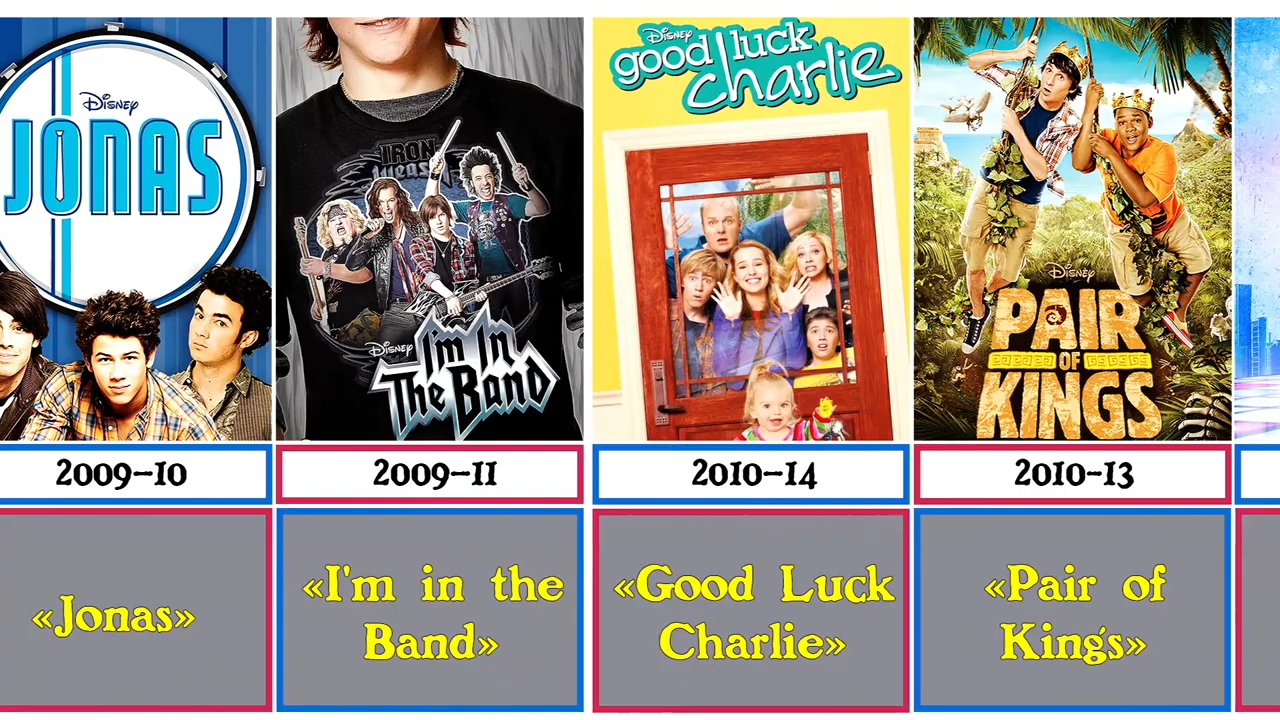 Disney
JONAS
IRON
Weasel
Disney
I'm In
The Band
Disney
good luck
charlie
Disney
PAIR
OF
KINGS
2009-10
2009-11
2010-14
2010-13
«Jonas»
«I'm in the
Band»
«Good Luck
Charlie»
«Pair of
Kings»